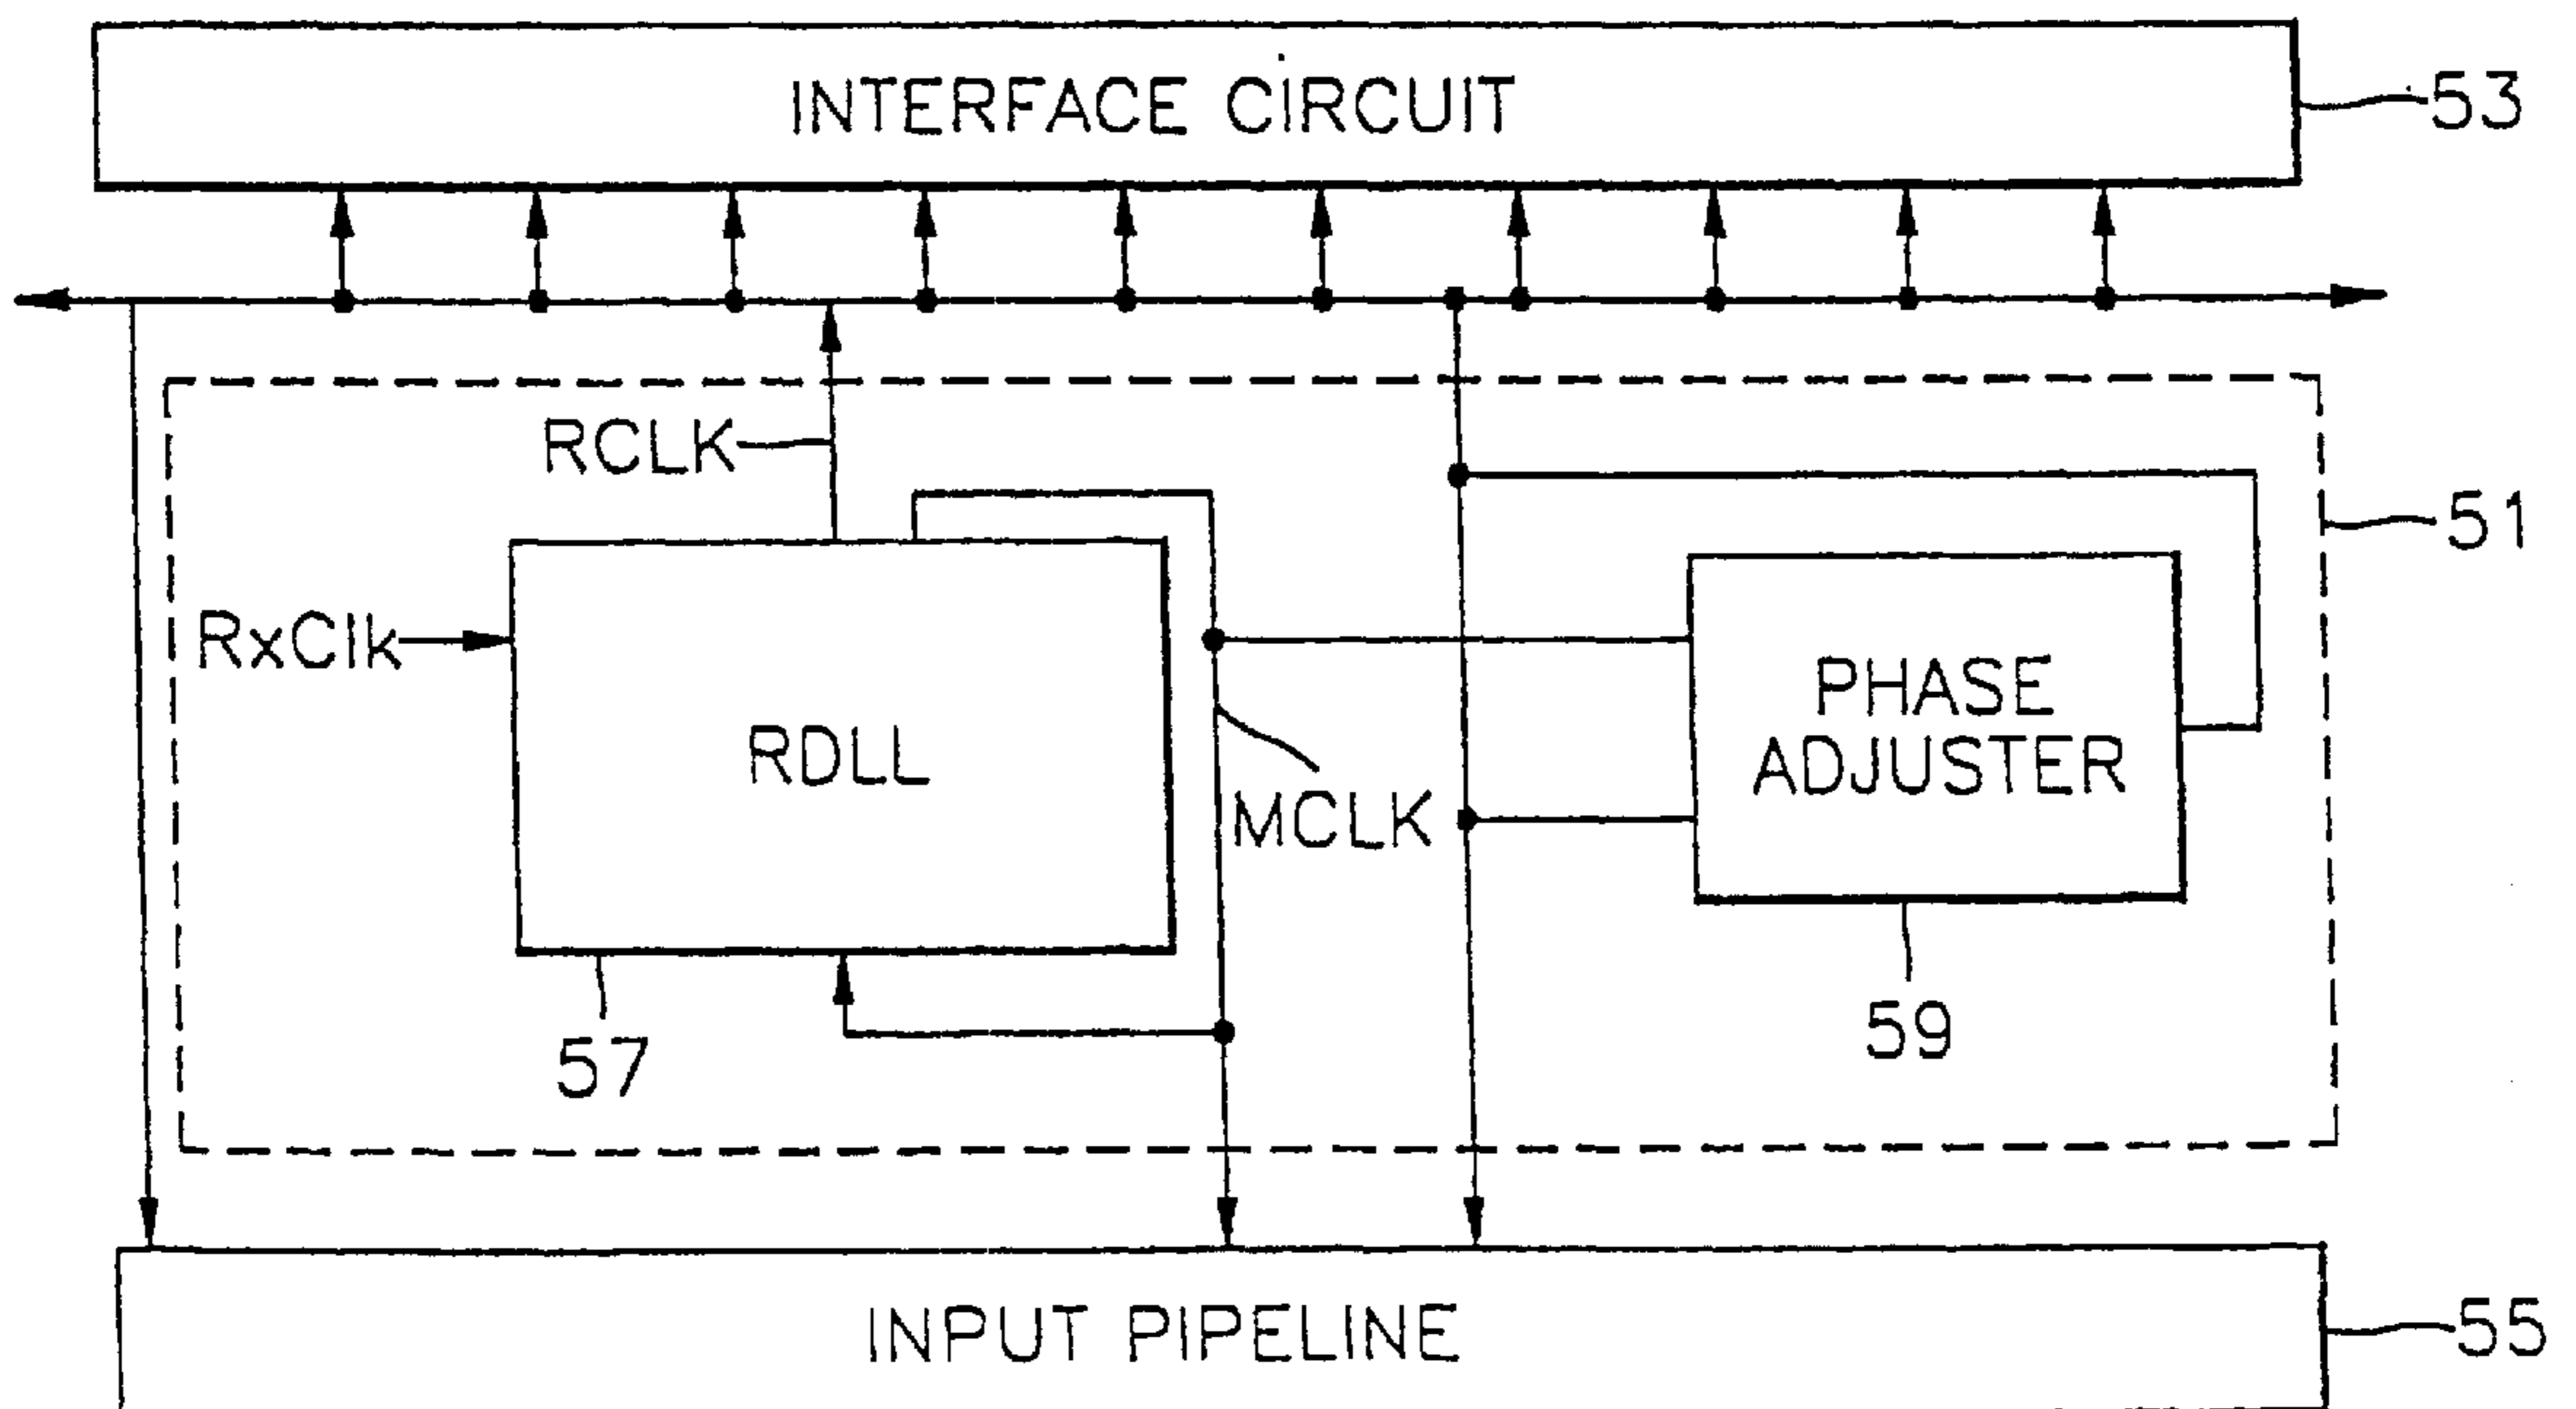 INTERFACE CIRCUIT
53
RCLK
51
RxClk
RDLL
PHASE
ADJUSTER
MCLK
57
59
INPUT PIPELINE
55